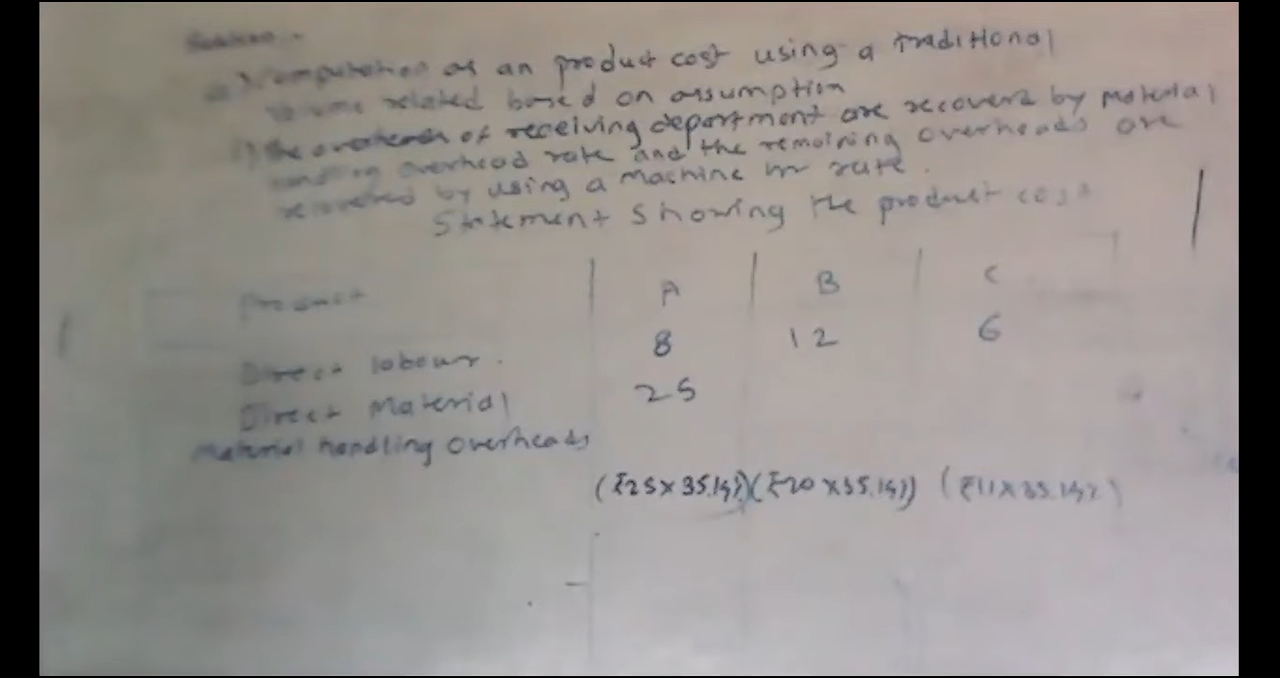 Solution.
a) Computation of an product cost using a traditional
volume related based on assumption
i) The overheads of receiving department are recoverd by material
handling overhead rate and the remaining overheads are
recovered by using a machine hr rate.
Statement showing the product cost
Product A B C
Direct labour. 8 12 6
Direct Material 25
material handling overheads
(₹25 X 35.14%) (₹20 X 35.14%) (₹11 X 35.14%)